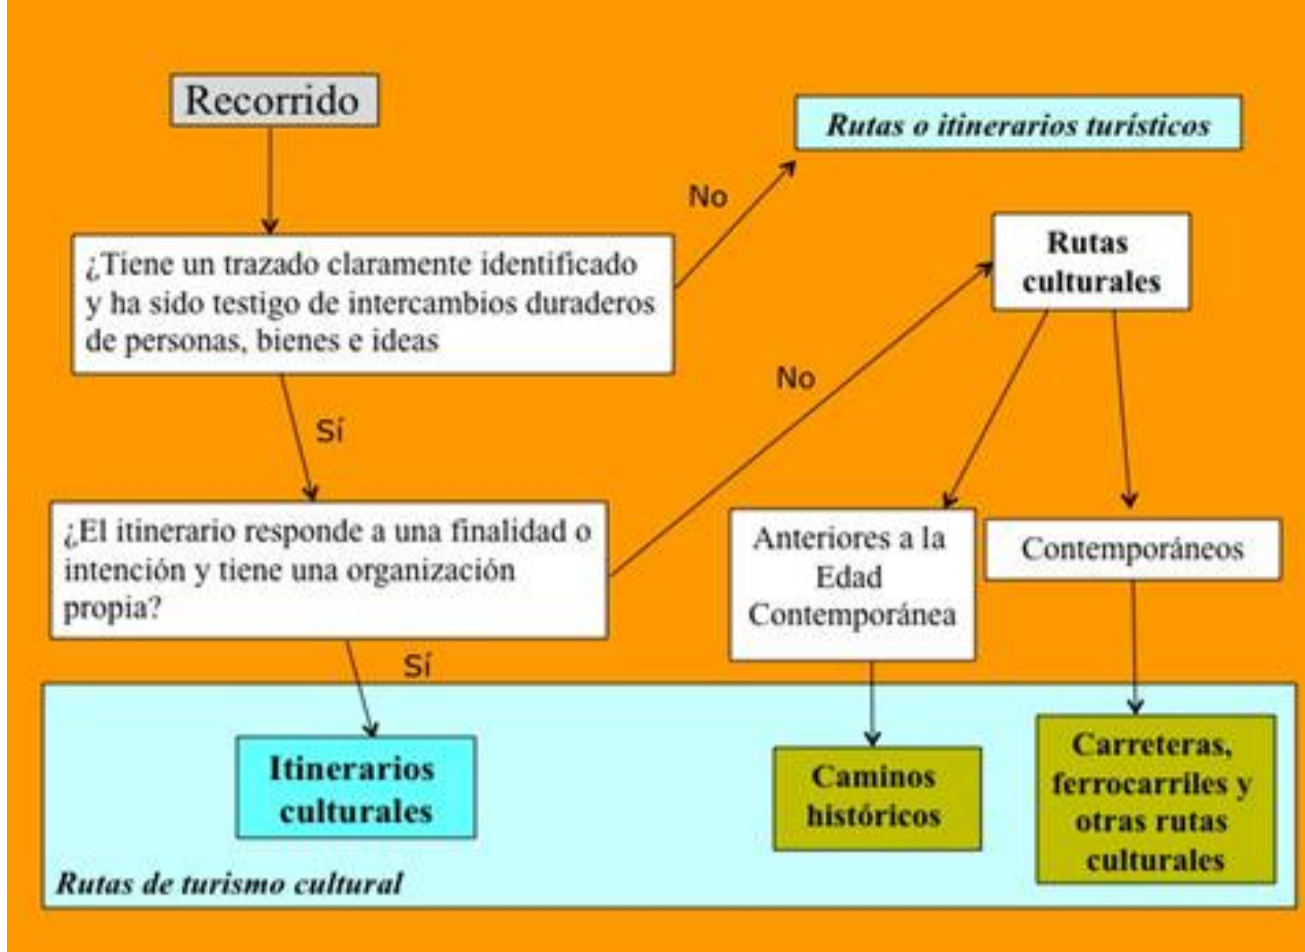 Recorrido
Rutas o itinerarios turísticos
No
¿Tiene un trazado claramente identificado
y ha sido testigo de intercambios duraderos
de personas, bienes e ideas
Rutas
culturales
No
Sí
¿El itinerario responde a una finalidad o
intención y tiene una organización
propia?
Anteriores a la
Edad
Contemporánea
Contemporáneos
Sí
Itinerarios
culturales
Caminos
históricos
Carreteras,
ferrocarriles y
otras rutas
culturales
Rutas de turismo cultural